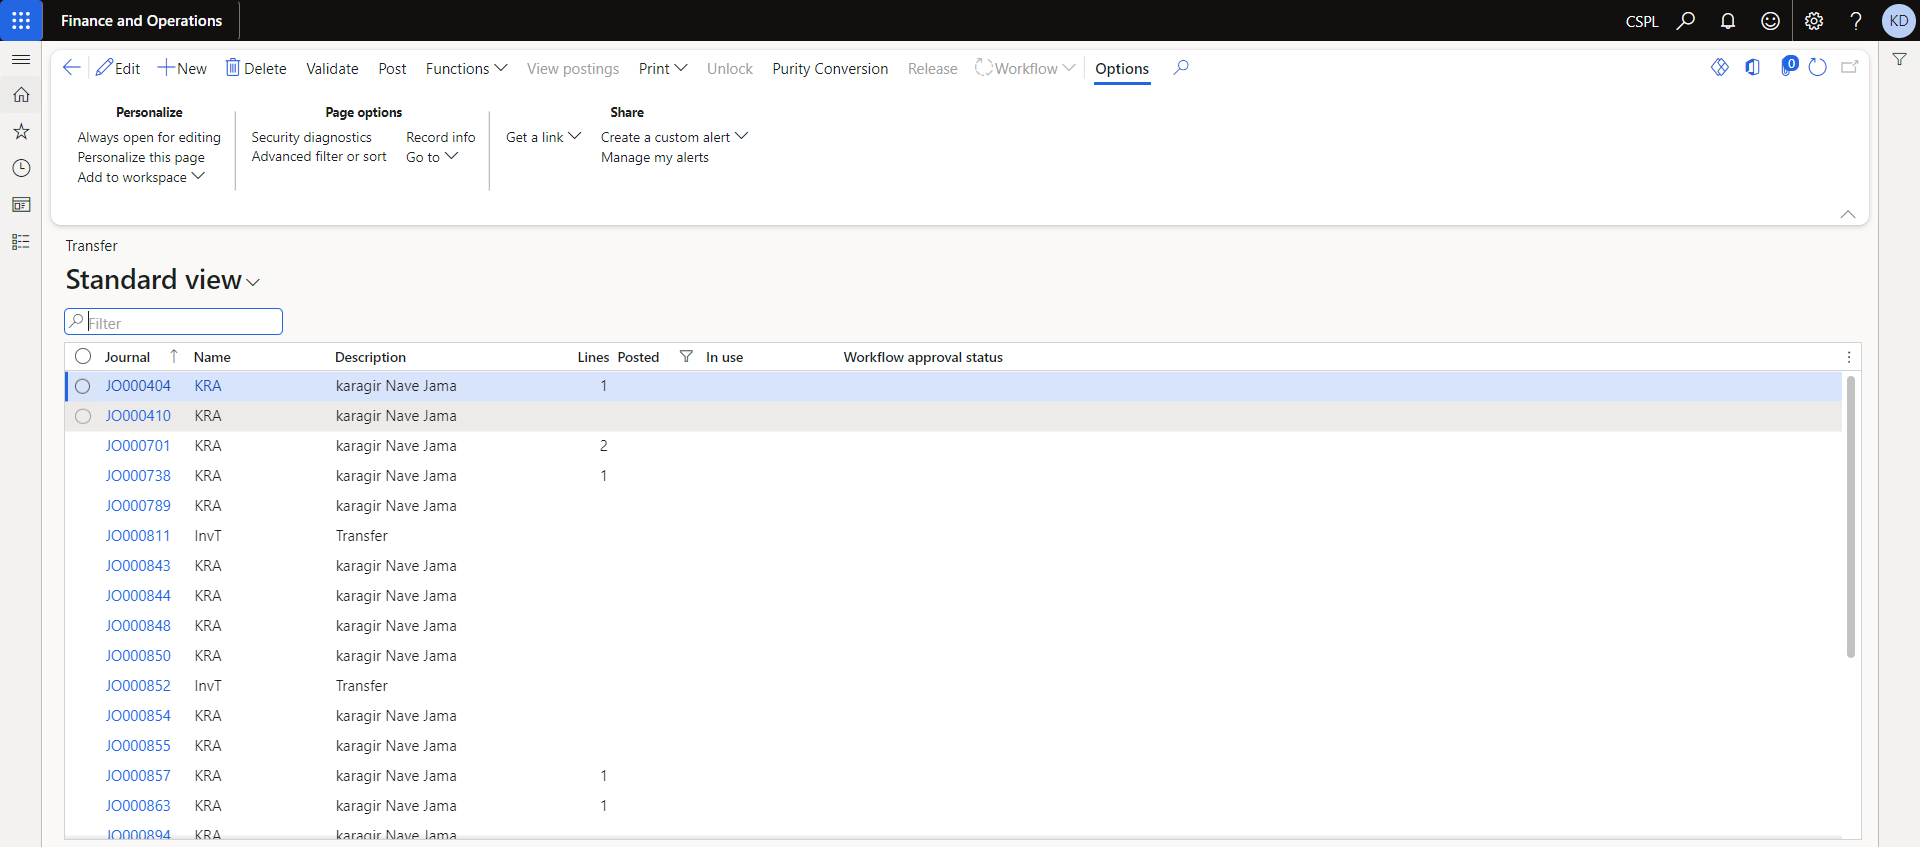 Finance and Operations
CSPL
KD
Edit New Delete Validate Post Functions View postings Print Unlock Purity Conversion Release Workflow Options
0
Personalize
Always open for editing
Personalize this page
Add to workspace
Page options
Security diagnostics Record info
Advanced filter or sort Go to
Get a link
Share
Create a custom alert
Manage my alerts
Transfer
Standard view
Filter
Journal Name Description Lines Posted In use Workflow approval status
JO000404 KRA karagir Nave Jama 1
JO000410 KRA karagir Nave Jama
JO000701 KRA karagir Nave Jama 2
JO000738 KRA karagir Nave Jama 1
JO000789 KRA karagir Nave Jama
JO000811 InvT Transfer
JO000843 KRA karagir Nave Jama
JO000844 KRA karagir Nave Jama
JO000848 KRA karagir Nave Jama
JO000850 KRA karagir Nave Jama
JO000852 InvT Transfer
JO000854 KRA karagir Nave Jama
JO000855 KRA karagir Nave Jama
JO000857 KRA karagir Nave Jama 1
JO000863 KRA karagir Nave Jama 1
JO000894 KRA karagir Nave Jama